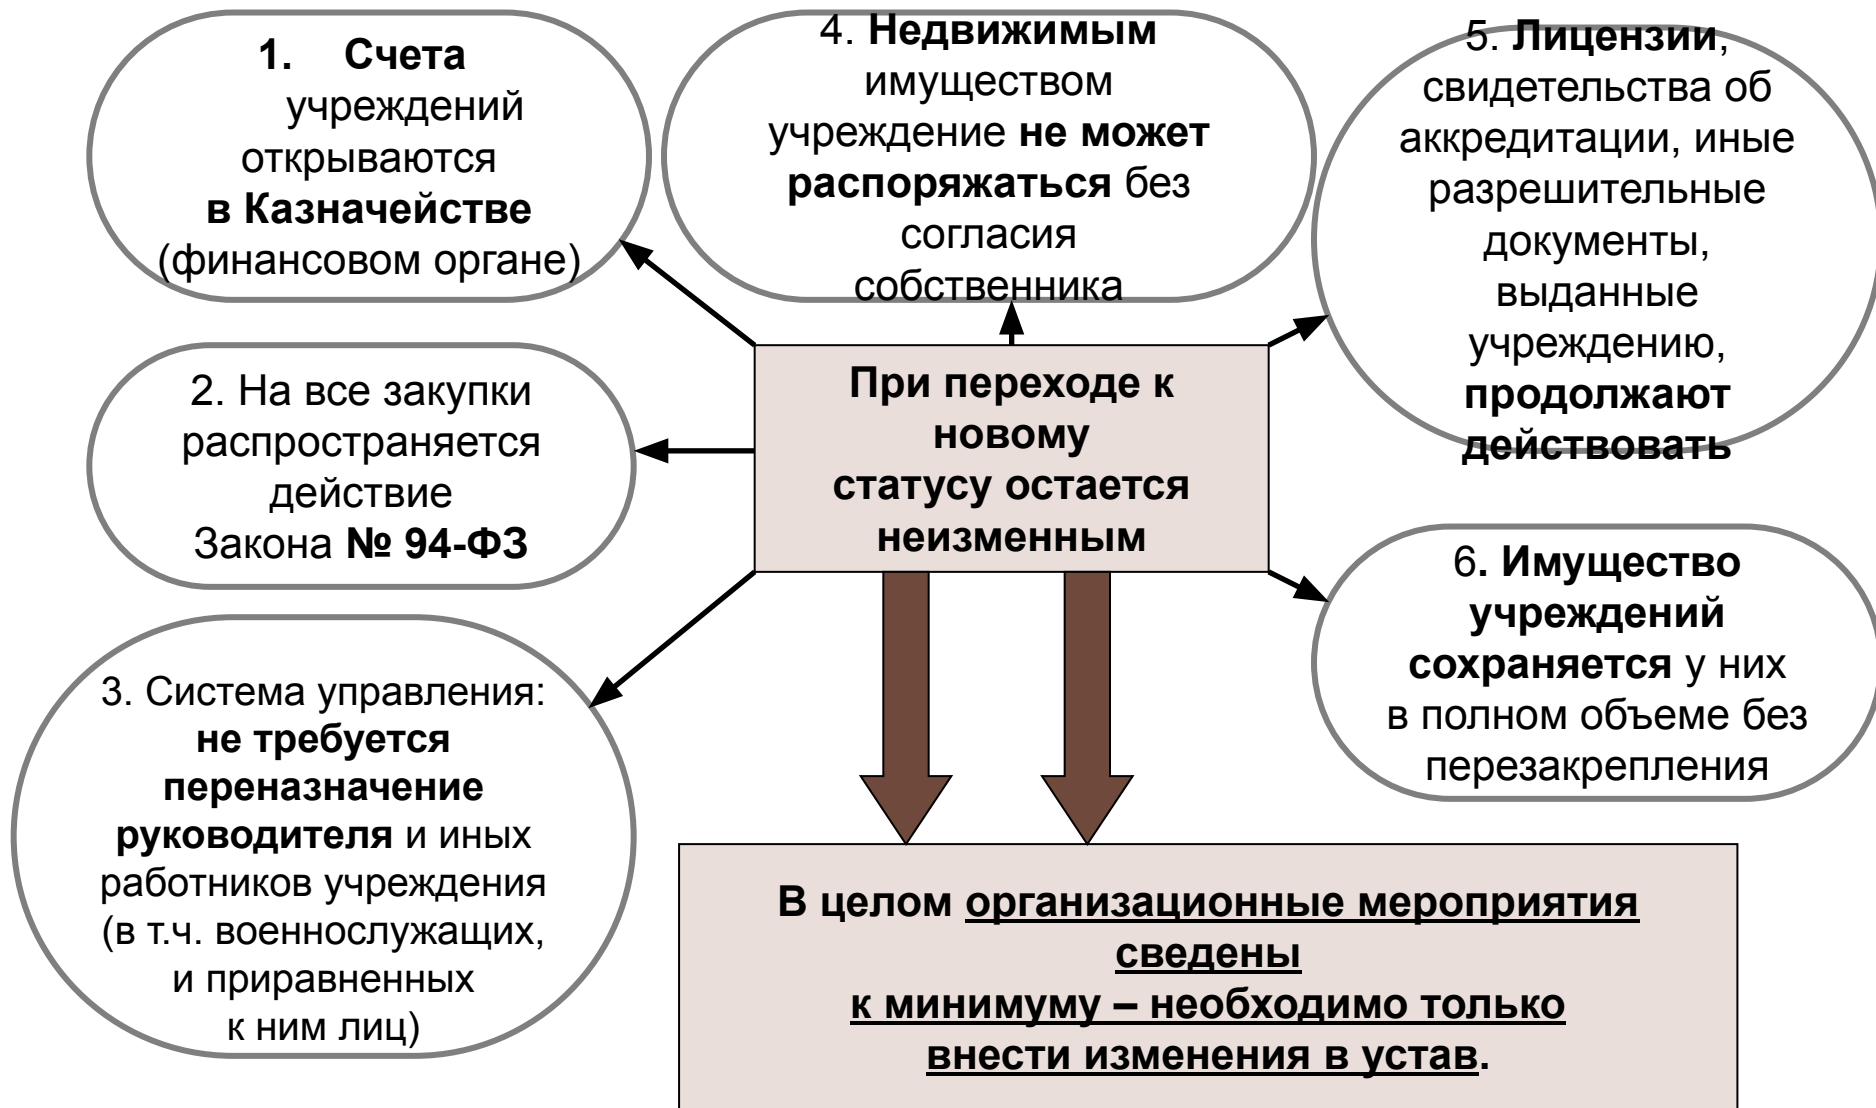 1. Счета
учреждений
открываются
в Казначействе
(финансовом органе)
2. На все закупки
распространяется
действие
Закона № 94-ФЗ
3. Система управления:
не требуется
переназначение
руководителя и иных
работников учреждения
(в т.ч. военнослужащих,
и приравненных
к ним лиц)
4. Недвижимым
имуществом
учреждение не может
распоряжаться без
согласия
собственника
5. Лицензии,
свидетельства об
аккредитации, иные
разрешительные
документы,
выданные
учреждению,
продолжают
действовать
6. Имущество
учреждений
сохраняется у них
в полном объеме без
перезакрепления
При переходе к
новому
статусу остается
неизменным
В целом организационные мероприятия
сведены
к минимуму – необходимо только
внести изменения в устав.